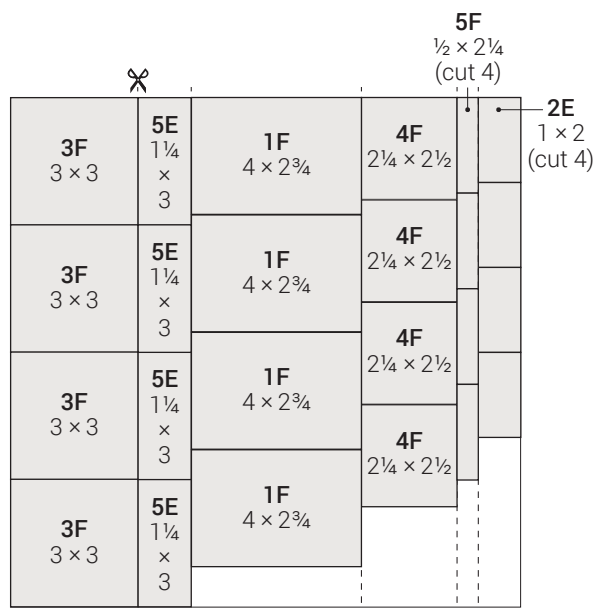 5F
½ × 2¼
(cut 4)
2E
1 × 2
(cut 4)
3F
3 × 3
5E
1¼
×
3
1F
4 × 2¾
4F
2¼ × 2½
3F
3 × 3
5E
1¼
×
3
1F
4 × 2¾
4F
2¼ × 2½
3F
3 × 3
5E
1¼
×
3
1F
4 × 2¾
4F
2¼ × 2½
3F
3 × 3
5E
1¼
×
3
1F
4 × 2¾
4F
2¼ × 2½